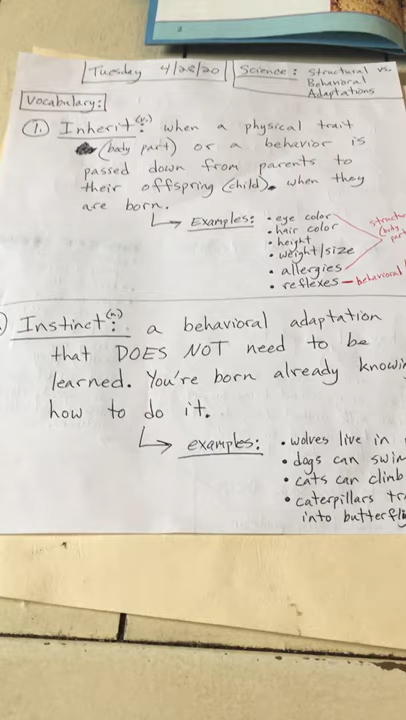 Tuesday 4/28/20
Science: Structural vs.
Behavioral
Adaptations
Vocabulary:
1. Inherit (v.): when a physical trait
(body part) or a behavior is
passed down from parents to
their offspring (child). when they
are born.
Examples: • eye color
• hair color
• height
• weight/size
• allergies
• reflexes — behavioral
(body
Instinct (n): a behavioral adaptation
that DOES NOT need to be
learned. You're born already
how to do it.
examples: • wolves live in
• dogs can swim
• cats can climb
• caterpillars
into